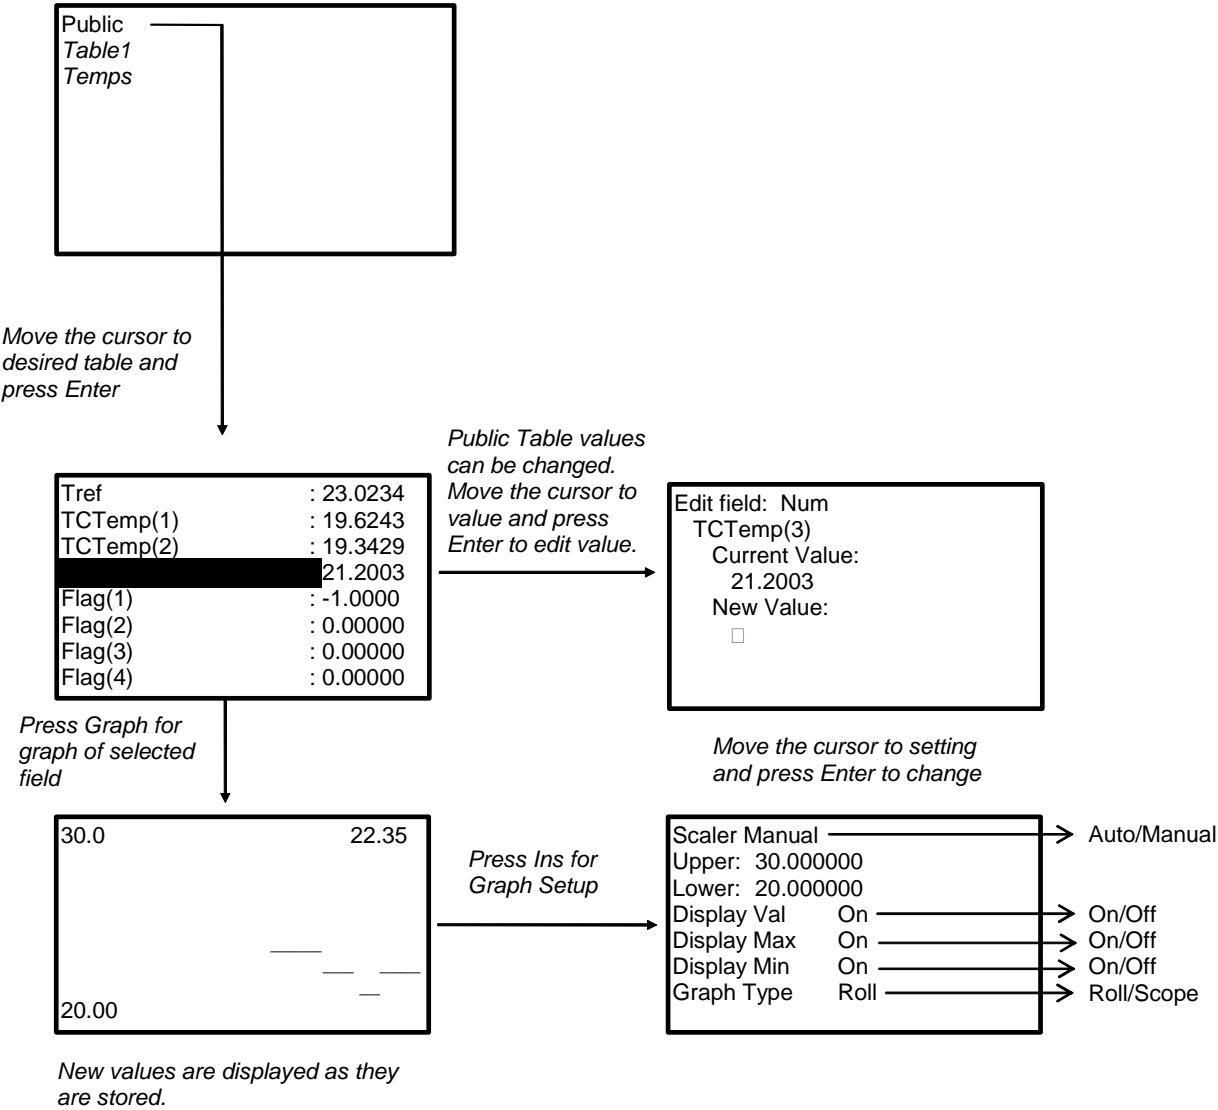 Public
Table1
Temps
Move the cursor to
desired table and
press Enter
Tref : 23.0234
TCTemp(1) : 19.6243
TCTemp(2) : 19.3429
21.2003
Flag(1) : -1.0000
Flag(2) : 0.00000
Flag(3) : 0.00000
Flag(4) : 0.00000
Public Table values
can be changed.
Move the cursor to
value and press
Enter to edit value.
Edit field: Num
TCTemp(3)
Current Value:
21.2003
New Value:
Press Graph for
graph of selected
field
Move the cursor to setting
and press Enter to change
30.0 22.35
20.00
Press Ins for
Graph Setup
Scaler Manual Auto/Manual
Upper: 30.000000
Lower: 20.000000
Display Val On On/Off
Display Max On On/Off
Display Min On On/Off
Graph Type Roll Roll/Scope
New values are displayed as they
are stored.